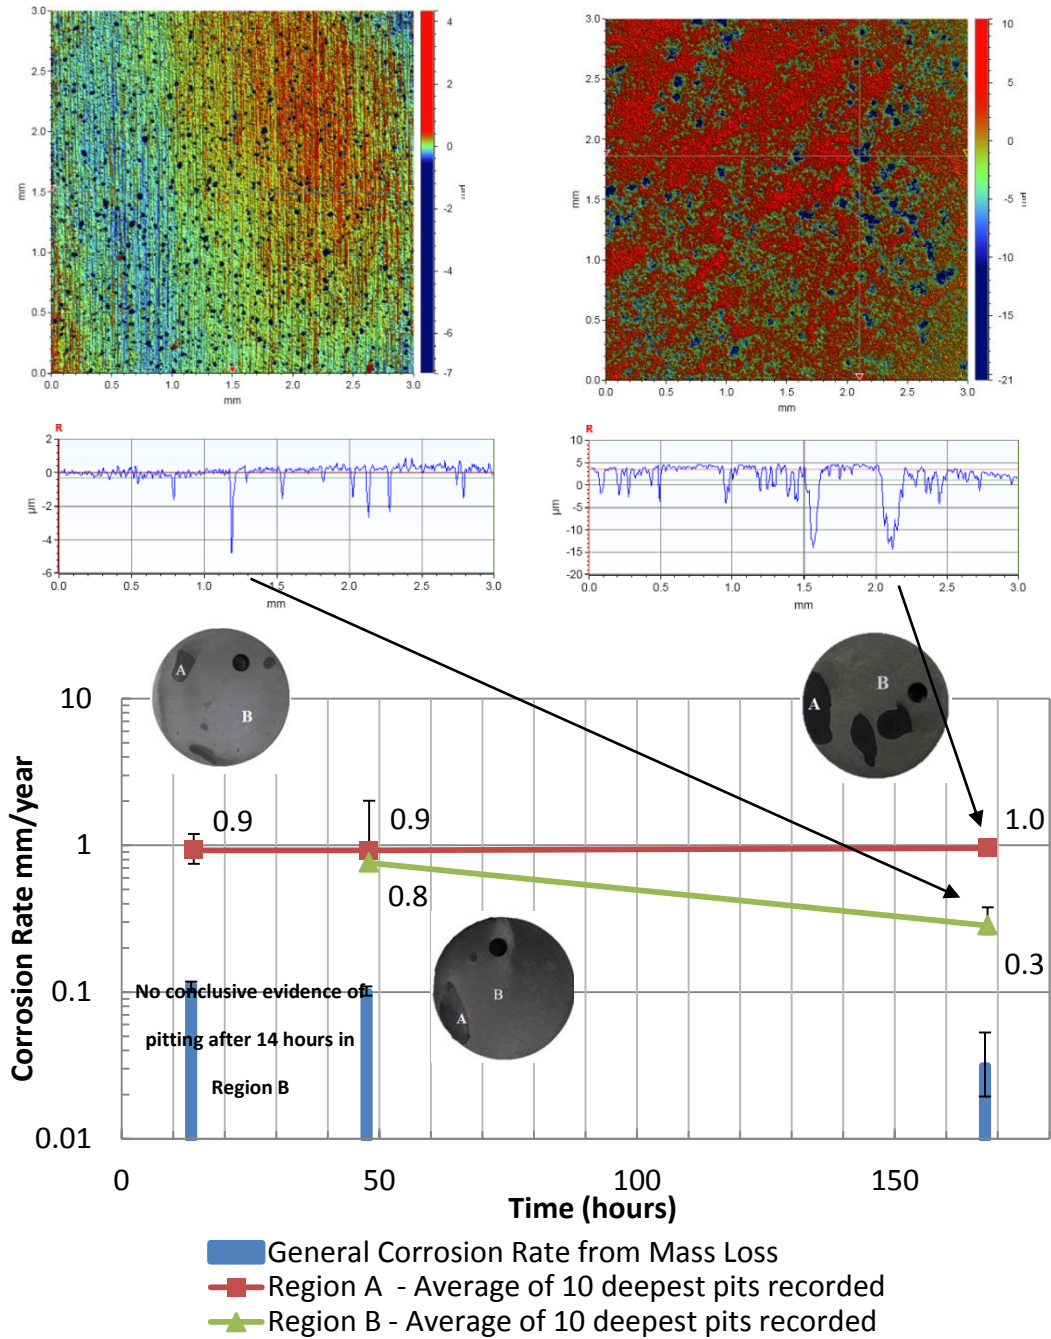 3.0
2.5
2.0
1.5
1.0
0.5
0.0
mm
0.0 0.5 1.0 1.5 2.0 2.5 3.0
mm
4
2
0
-2
-4
-6
-7
µm
3.0
2.5
2.0
1.5
1.0
0.5
0.0
mm
0.0 0.5 1.0 1.5 2.0 2.5 3.0
mm
10
5
0
-5
-10
-15
-21
µm
R
2
0
-2
-4
-6
µm
0.0 0.5 1.0 1.5 2.0 2.5 3.0
mm
R
10
5
0
-5
-10
-15
-20
µm
0.0 0.5 1.0 1.5 2.0 2.5 3.0
mm
A
B
A
B
A
B
10
1
0.1
0.01
Corrosion Rate mm/year
0.9
0.9
1.0
0.8
0.3
No conclusive evidence of
pitting after 14 hours in
Region B
0 50 100 150
Time (hours)
General Corrosion Rate from Mass Loss
Region A - Average of 10 deepest pits recorded
Region B - Average of 10 deepest pits recorded